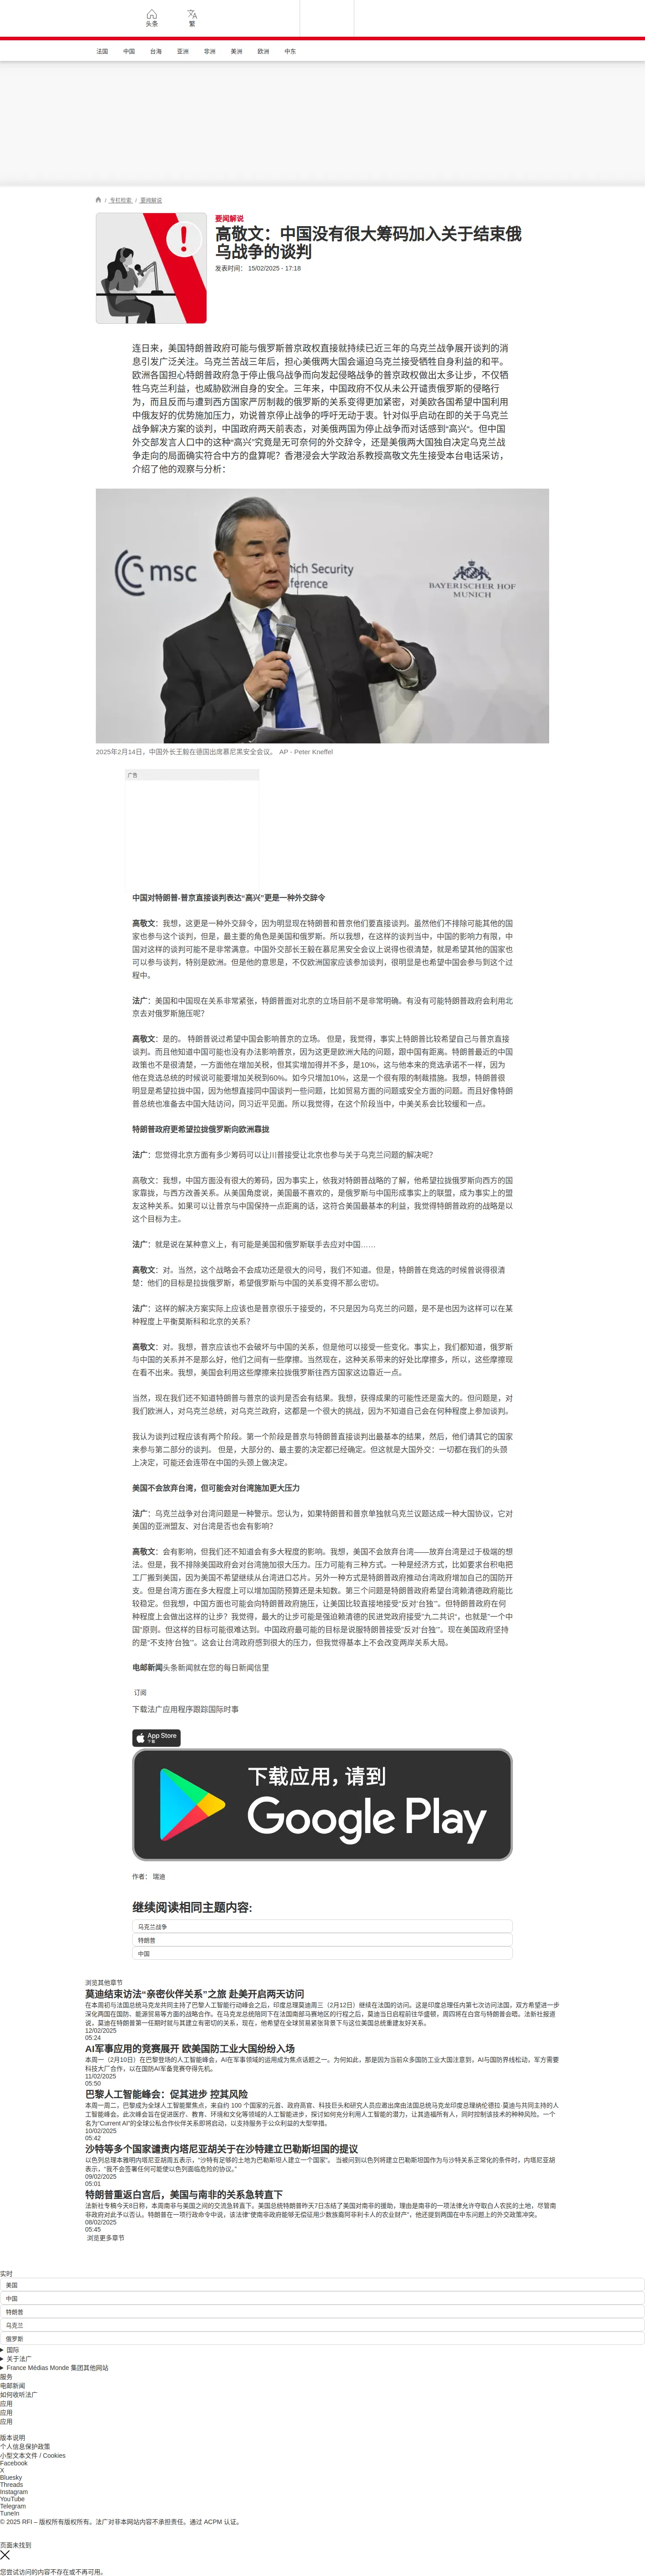 头条
繁
法国
中国
台海
亚洲
非洲
美洲
欧洲
中东
/ 专栏检索 / 要闻解说
要闻解说
高敬文：中国没有很大筹码加入关于结束俄
乌战争的谈判
发表时间： 15/02/2025 - 17:18
连日来，美国特朗普政府可能与俄罗斯普京政权直接就持续已近三年的乌克兰战争展开谈判的消
息引发广泛关注。乌克兰苦战三年后，担心美俄两大国会逼迫乌克兰接受牺牲自身利益的和平。
欧洲各国担心特朗普政府急于停止俄乌战争而向发起侵略战争的普京政权做出太多让步，不仅牺
牲乌克兰利益，也威胁欧洲自身的安全。三年来，中国政府不仅从未公开谴责俄罗斯的侵略行
为，而且反而与遭到西方国家严厉制裁的俄罗斯的关系变得更加紧密，对美欧各国希望中国利用
中俄友好的优势施加压力，劝说普京停止战争的呼吁无动于衷。针对似乎启动在即的关于乌克兰
战争解决方案的谈判，中国政府两天前表态，对美俄两国为停止战争而对话感到“高兴“。但中国
外交部发言人口中的这种“高兴”究竟是无可奈何的外交辞令，还是美俄两大国独自决定乌克兰战
争走向的局面确实符合中方的盘算呢？香港浸会大学政治系教授高敬文先生接受本台电话采访，
介绍了他的观察与分析：
msc
Munich Security
Conference
BAYERISCHER HOF
MUNICH
2025年2月14日，中国外长王毅在德国出席慕尼黑安全会议。 AP - Peter Kneffel
广告
中国对特朗普-普京直接谈判表达“高兴”更是一种外交辞令
高敬文：我想，这更是一种外交辞令，因为明显现在特朗普和普京他们要直接谈判。虽然他们不排除可能其他的国
家也参与这个谈判，但是，最主要的角色是美国和俄罗斯。所以我想，在这样的谈判当中，中国的影响力有限，中
国对这样的谈判可能不是非常满意。中国外交部长王毅在慕尼黑安全会议上说得也很清楚，就是希望其他的国家也
可以参与谈判，特别是欧洲。但是他的意思是，不仅欧洲国家应该参加谈判，很明显是也希望中国会参与到这个过
程中。
法广：美国和中国现在关系非常紧张，特朗普面对北京的立场目前不是非常明确。有没有可能特朗普政府会利用北
京去对俄罗斯施压呢？
高敬文：是的。 特朗普说过希望中国会影响普京的立场。 但是，我觉得，事实上特朗普比较希望自己与普京直接
谈判。而且他知道中国可能也没有办法影响普京，因为这更是欧洲大陆的问题，跟中国有距离。特朗普最近的中国
政策也不是很清楚，一方面他在增加关税，但其实增加得并不多，是10%，这与他本来的竞选承诺不一样，因为
他在竞选总统的时候说可能要增加关税到60%。如今只增加10%，这是一个很有限的制裁措施。我想，特朗普很
明显是希望拉拢中国，因为他想直接同中国谈判一些问题，比如贸易方面的问题或安全方面的问题。而且好像特朗
普总统也准备去中国大陆访问，同习近平见面。所以我觉得，在这个阶段当中，中美关系会比较缓和一点。
特朗普政府更希望拉拢俄罗斯向欧洲靠拢
法广：您觉得北京方面有多少筹码可以让川普接受让北京也参与关于乌克兰问题的解决呢？
高敬文：我想，中国方面没有很大的筹码，因为事实上，依我对特朗普战略的了解，他希望拉拢俄罗斯向西方的国
家靠拢，与西方改善关系。从美国角度说，美国最不喜欢的，是俄罗斯与中国形成事实上的联盟，成为事实上的盟
友这种关系。如果可以让普京与中国保持一点距离的话，这符合美国最基本的利益，我觉得特朗普政府的战略是以
这个目标为主。
法广：就是说在某种意义上，有可能是美国和俄罗斯联手去应对中国……
高敬文：对。当然，这个战略会不会成功还是很大的问号，我们不知道。但是，特朗普在竞选的时候曾说得很清
楚：他们的目标是拉拢俄罗斯，希望俄罗斯与中国的关系变得不那么密切。
法广：这样的解决方案实际上应该也是普京很乐于接受的，不只是因为乌克兰的问题，是不是也因为这样可以在某
种程度上平衡莫斯科和北京的关系？
高敬文：对。我想，普京应该也不会破坏与中国的关系，但是他可以接受一些变化。事实上，我们都知道，俄罗斯
与中国的关系并不是那么好，他们之间有一些摩擦。当然现在，这种关系带来的好处比摩擦多，所以，这些摩擦现
在看不出来。我想，美国会利用这些摩擦来拉拢俄罗斯往西方国家这边靠近一点。
当然，现在我们还不知道特朗普与普京的谈判是否会有结果。我想，获得成果的可能性还是蛮大的。但问题是，对
我们欧洲人，对乌克兰总统，对乌克兰政府，这都是一个很大的挑战，因为不知道自己会在何种程度上参加谈判。
我认为谈判过程应该有两个阶段。第一个阶段是普京与特朗普直接谈判出最基本的结果，然后，他们请其它的国家
来参与第二部分的谈判。 但是，大部分的、最主要的决定都已经确定。但这就是大国外交：一切都在我们的头颈
上决定，可能还会连带在中国的头颈上做决定。
美国不会放弃台湾，但可能会对台湾施加更大压力
法广：乌克兰战争对台湾问题是一种警示。您认为，如果特朗普和普京单独就乌克兰议题达成一种大国协议，它对
美国的亚洲盟友、对台湾是否也会有影响？
高敬文：会有影响，但我们还不知道会有多大程度的影响。我想，美国不会放弃台湾——放弃台湾是过于极端的想
法。但是，我不排除美国政府会对台湾施加很大压力。压力可能有三种方式。一种是经济方式，比如要求台积电把
工厂搬到美国，因为美国不希望继续从台湾进口芯片。另外一种方式是特朗普政府推动台湾政府增加自己的国防开
支。但是台湾方面在多大程度上可以增加国防预算还是未知数。第三个问题是特朗普政府希望台湾赖清德政府能比
较稳定。但我想，中国方面也可能会向特朗普政府施压，让美国比较直接地接受“反对‘台独’”。但特朗普政府在何
种程度上会做出这样的让步？我觉得，最大的让步可能是强迫赖清德的民进党政府接受“九二共识“，也就是“一个中
国”原则。但这样的目标可能很难达到。中国政府最可能的目标是说服特朗普接受“反对‘台独’”。现在美国政府坚持
的是“不支持‘台独’”。这会让台湾政府感到很大的压力，但我觉得基本上不会改变两岸关系大局。
电邮新闻头条新闻就在您的每日新闻信里
订阅
下载法广应用程序跟踪国际时事
App Store
下载
下载应用，请到
Google Play
作者： 瑞迪
继续阅读相同主题内容:
乌克兰战争
特朗普
中国
浏览其他章节
莫迪结束访法“亲密伙伴关系”之旅 赴美开启两天访问
在本周初与法国总统马克龙共同主持了巴黎人工智能行动峰会之后，印度总理莫迪周三（2月12日）继续在法国的访问。这是印度总理任内第七次访问法国，双方希望进一步
深化两国在国防、能源贸易等方面的战略合作。在马克龙总统陪同下在法国南部马赛地区的行程之后，莫迪当日启程前往华盛顿，周四将在白宫与特朗普会晤。法新社报道
说，莫迪在特朗普第一任期时就与其建立有密切的关系，现在，他希望在全球贸易紧张背景下与这位美国总统重建友好关系。
12/02/2025
05:24
AI军事应用的竞赛展开 欧美国防工业大国纷纷入场
本周一（2月10日）在巴黎登场的人工智能峰会，AI在军事领域的运用成为焦点话题之一。为何如此，那是因为当前众多国防工业大国注意到，AI与国防界线松动，军方需要
科技大厂合作，以在国防AI军备竞赛夺得先机。
11/02/2025
05:50
巴黎人工智能峰会：促其进步 控其风险
本周一周二，巴黎成为全球人工智能聚焦点，来自约 100 个国家的元首、政府高官、科技巨头和研究人员应邀出席由法国总统马克龙印度总理纳伦德拉·莫迪与共同主持的人
工智能峰会。此次峰会旨在促进医疗、教育、环境和文化等领域的人工智能进步，探讨如何充分利用人工智能的潜力，让其造福所有人，同时控制该技术的种种风险。一个
名为“Current AI”的全球公私合作伙伴关系即将启动，以支持服务于公众利益的大型举措。
10/02/2025
05:42
沙特等多个国家谴责内塔尼亚胡关于在沙特建立巴勒斯坦国的提议
以色列总理本雅明内塔尼亚胡周五表示，“沙特有足够的土地为巴勒斯坦人建立一个国家”。 当被问到以色列将建立巴勒斯坦国作为与沙特关系正常化的条件时，内塔尼亚胡
表示，“我不会签署任何可能使以色列面临危险的协议。”
09/02/2025
05:01
特朗普重返白宫后，美国与南非的关系急转直下
法新社专稿今天8日称，本周南非与美国之间的交流急转直下。美国总统特朗普昨天7日冻结了美国对南非的援助，理由是南非的一项法律允许夺取白人农民的土地，尽管南
非政府对此予以否认。特朗普在一项行政命令中说，该法律“使南非政府能够无偿征用少数族裔阿非利卡人的农业财产”，他还提到两国在中东问题上的外交政策冲突。
08/02/2025
05:45
浏览更多章节
实时
美国
中国
特朗普
乌克兰
俄罗斯
国际
关于法广
France Médias Monde 集团其他网站
服务
电邮新闻
如何收听法广
应用
应用
应用
版本说明
个人信息保护政策
小型文本文件 / Cookies
Facebook
X
Bluesky
Threads
Instagram
YouTube
Telegram
TuneIn
© 2025 RFI – 版权所有版权所有。法广对非本网站内容不承担责任。通过 ACPM 认证。
页面未找到
您尝试访问的内容不存在或不再可用。